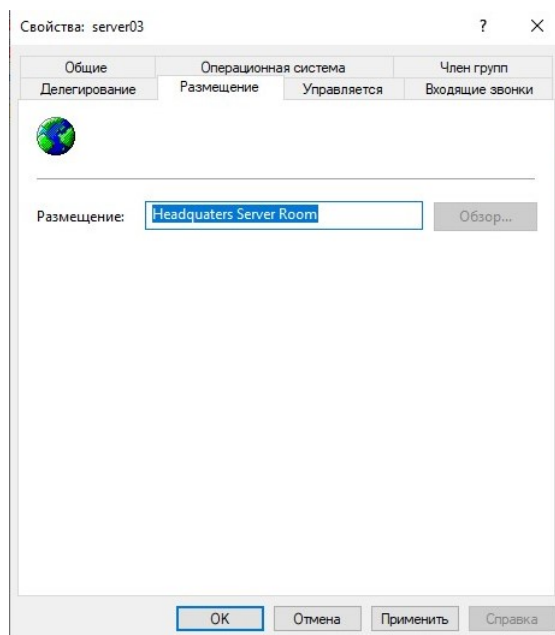 Свойства: server03
? ×
Общие Операционная система Член групп
Делегирование Размещение Управляется Входящие звонки
Размещение: Headquaters Server Room Обзор...
OK Отмена Применить Справка